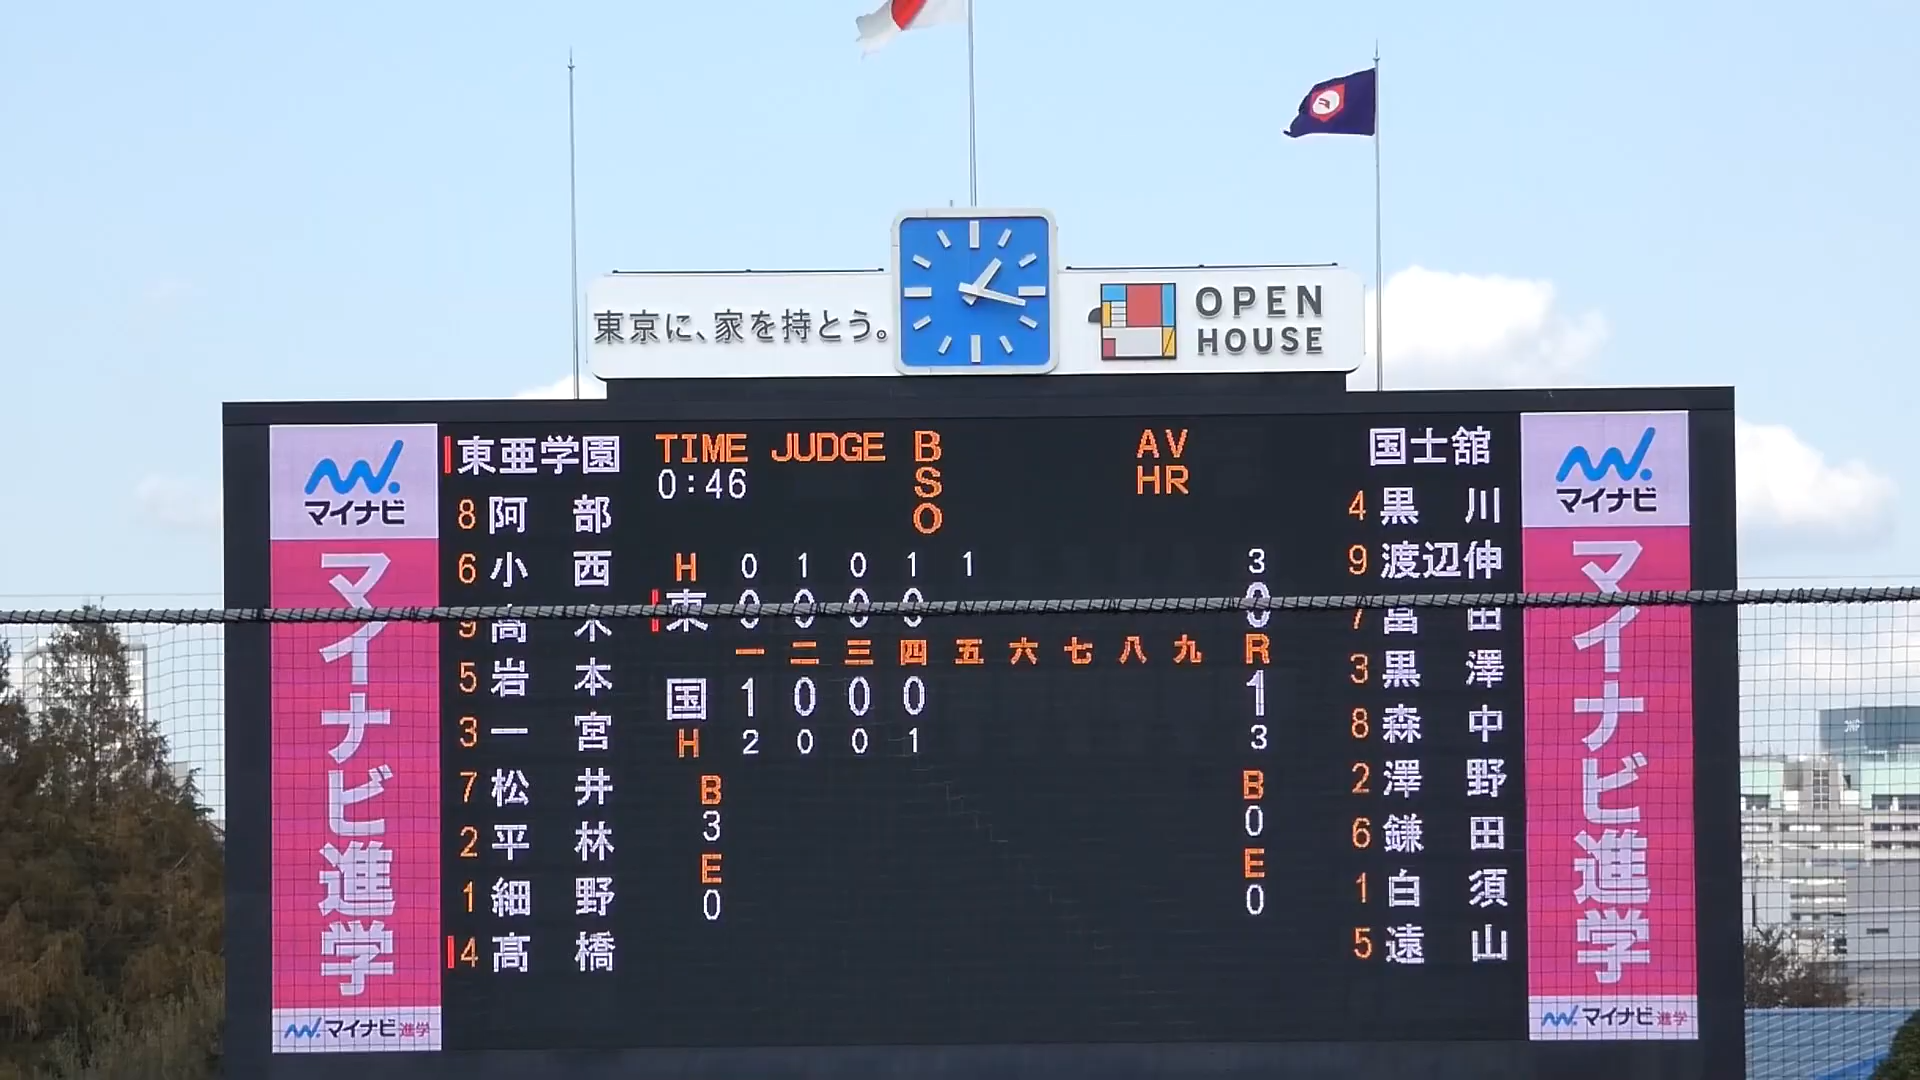 東京に、家を持とう。
OPEN
HOUSE
マイナビ
マイナビ進学
マイナビ進学
東亜学園
8 阿部
6 小西
9 高木
5 岩本
3 一宮
7 松井
2 平林
1 細野
4 高橋
TIME JUDGE B AV
0:46 S HR
O
H 0 1 0 1 1 3
東 0 0 0 0 0
一 二 三 四 五 六 七 八 九 R
国 1 0 0 0 1
H 2 0 0 1 3
B B
3 0
E E
0 0
国士舘
4 黒川
9 渡辺伸
7 宮田
3 黒澤
8 森中
2 澤野
6 鎌田
1 白須
5 遠山
マイナビ
マイナビ進学
マイナビ進学